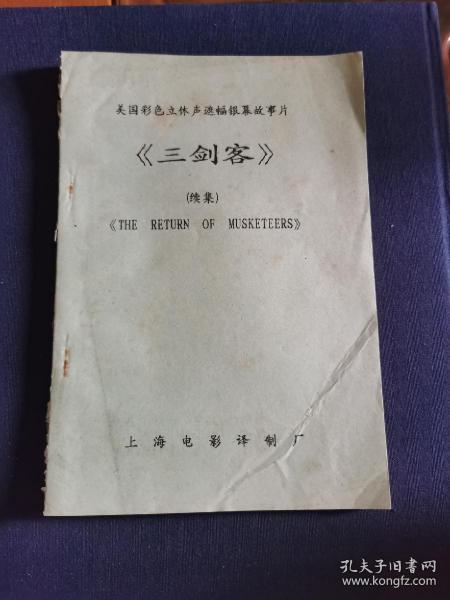 美国彩色立体声遮幅银幕故事片
《三剑客》
(续集)
《THE RETURN OF MUSKETEERS》
上海电影译制厂
孔夫子旧书网
www.kongfz.com